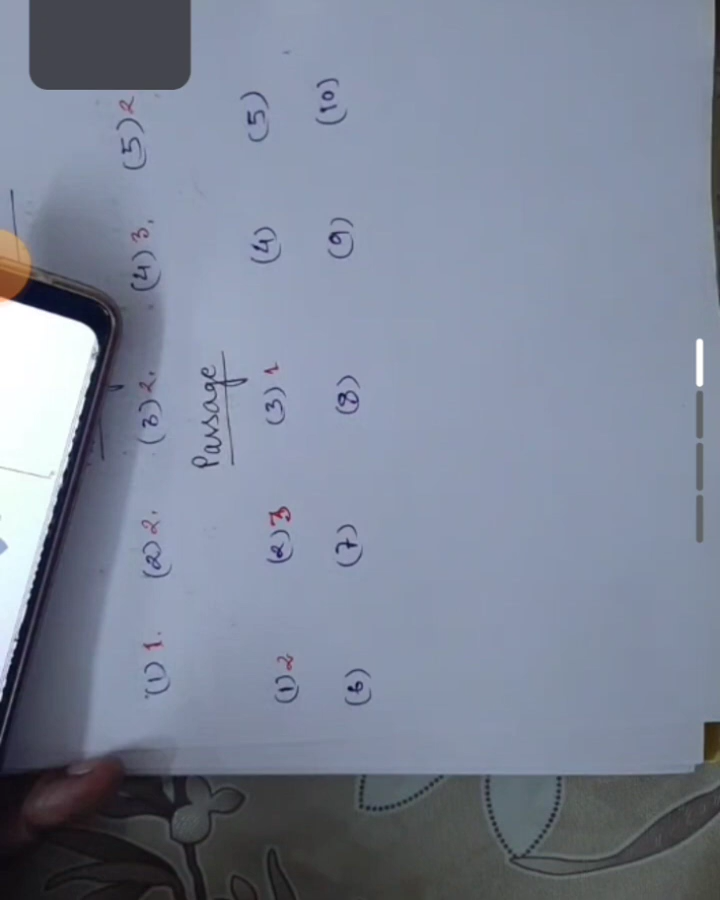 (1) 1. (2) 2. (3) 2. (4) 3. (5) 2
Passage
(1) 2 (2) 3 (3) 1 (4) (5)
(6) (7) (8) (9) (10)